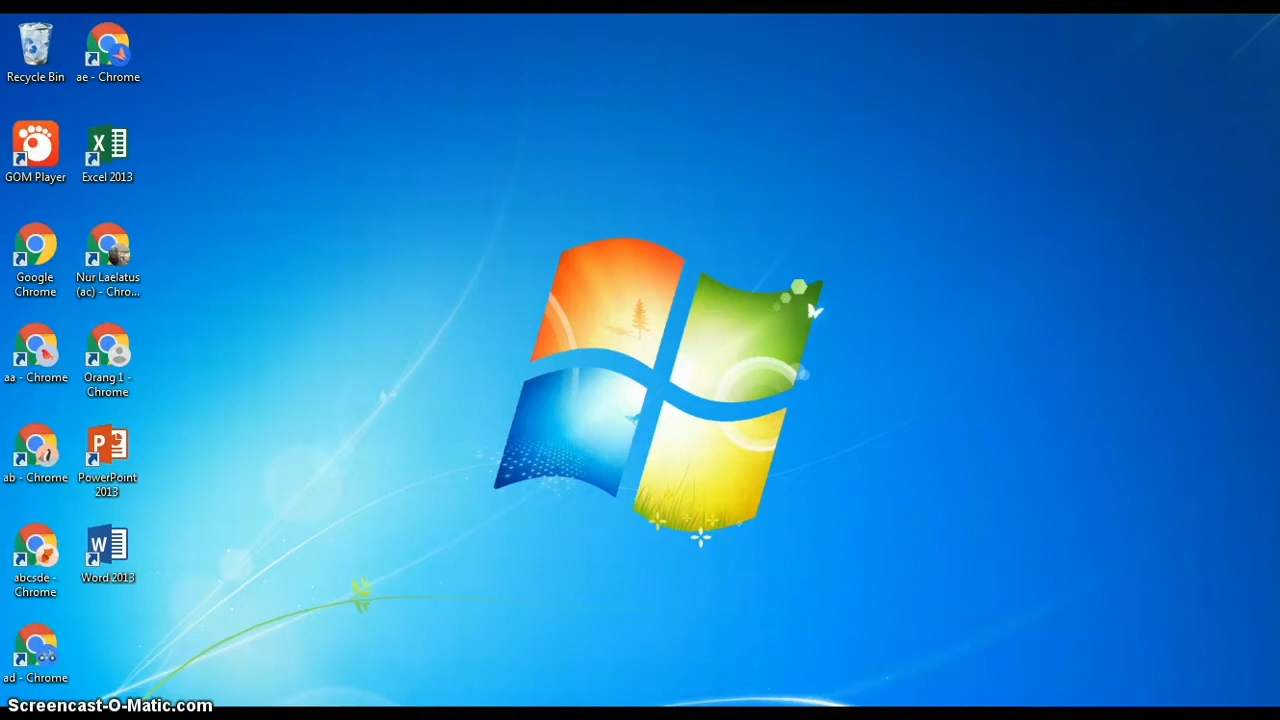 Recycle Bin
ae - Chrome
GOM Player
Excel 2013
Google
Chrome
Nur Laelatus
(ac) - Chro...
aa - Chrome
Orang 1 -
Chrome
ab - Chrome
PowerPoint
2013
abcsde -
Chrome
Word 2013
ad - Chrome
Screencast-O-Matic.com